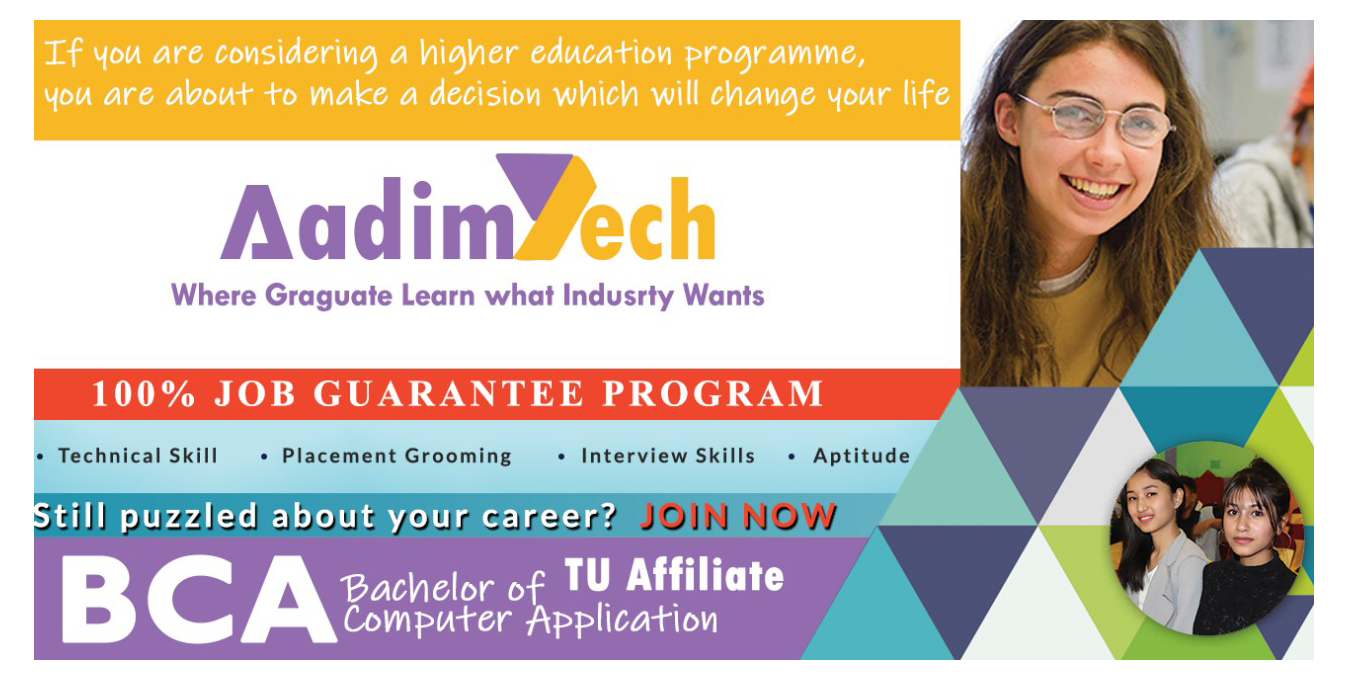 If you are considering a higher education programme,
you are about to make a decision which will change your life
AadimTech
Where Graguate Learn what Indusrty Wants
100% JOB GUARANTEE PROGRAM
• Technical Skill • Placement Grooming • Interview Skills • Aptitude
Still puzzled about your career? JOIN NOW
BCA Bachelor of TU Affiliate
Computer Application